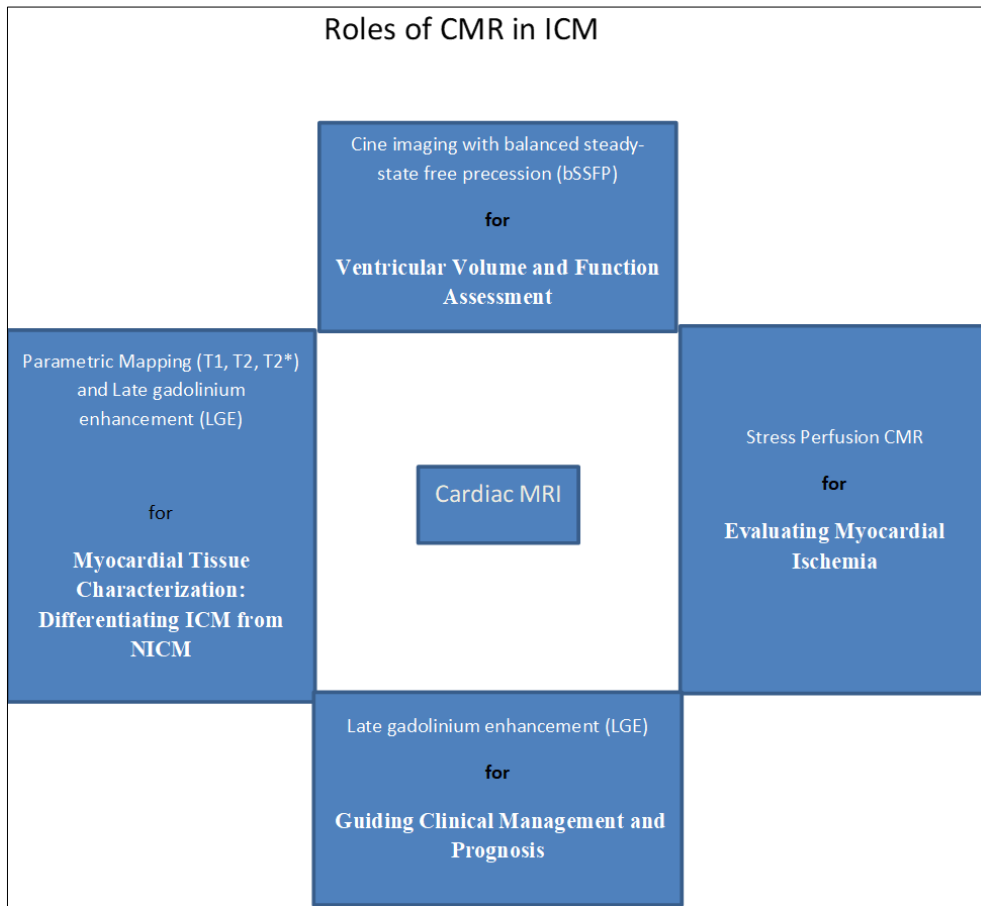 Roles of CMR in ICM
Cine imaging with balanced steady-
state free precession (bSSFP)
for
Ventricular Volume and Function
Assessment
Parametric Mapping (T1, T2, T2*)
and Late gadolinium
enhancement (LGE)
for
Myocardial Tissue
Characterization:
Differentiating ICM from
NICM
Cardiac MRI
Stress Perfusion CMR
for
Evaluating Myocardial
Ischemia
Late gadolinium enhancement (LGE)
for
Guiding Clinical Management and
Prognosis